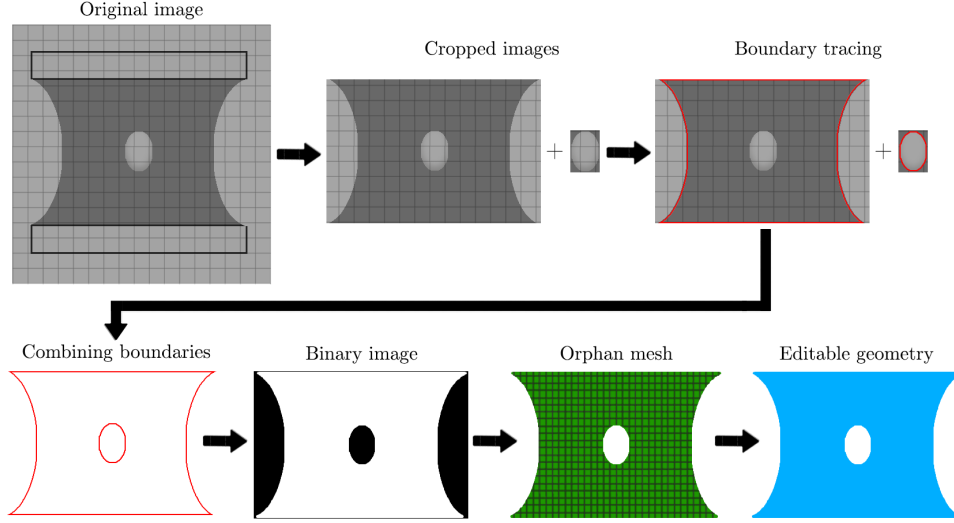 Original image
Cropped images
Boundary tracing
+
+
Combining boundaries
Binary image
Orphan mesh
Editable geometry